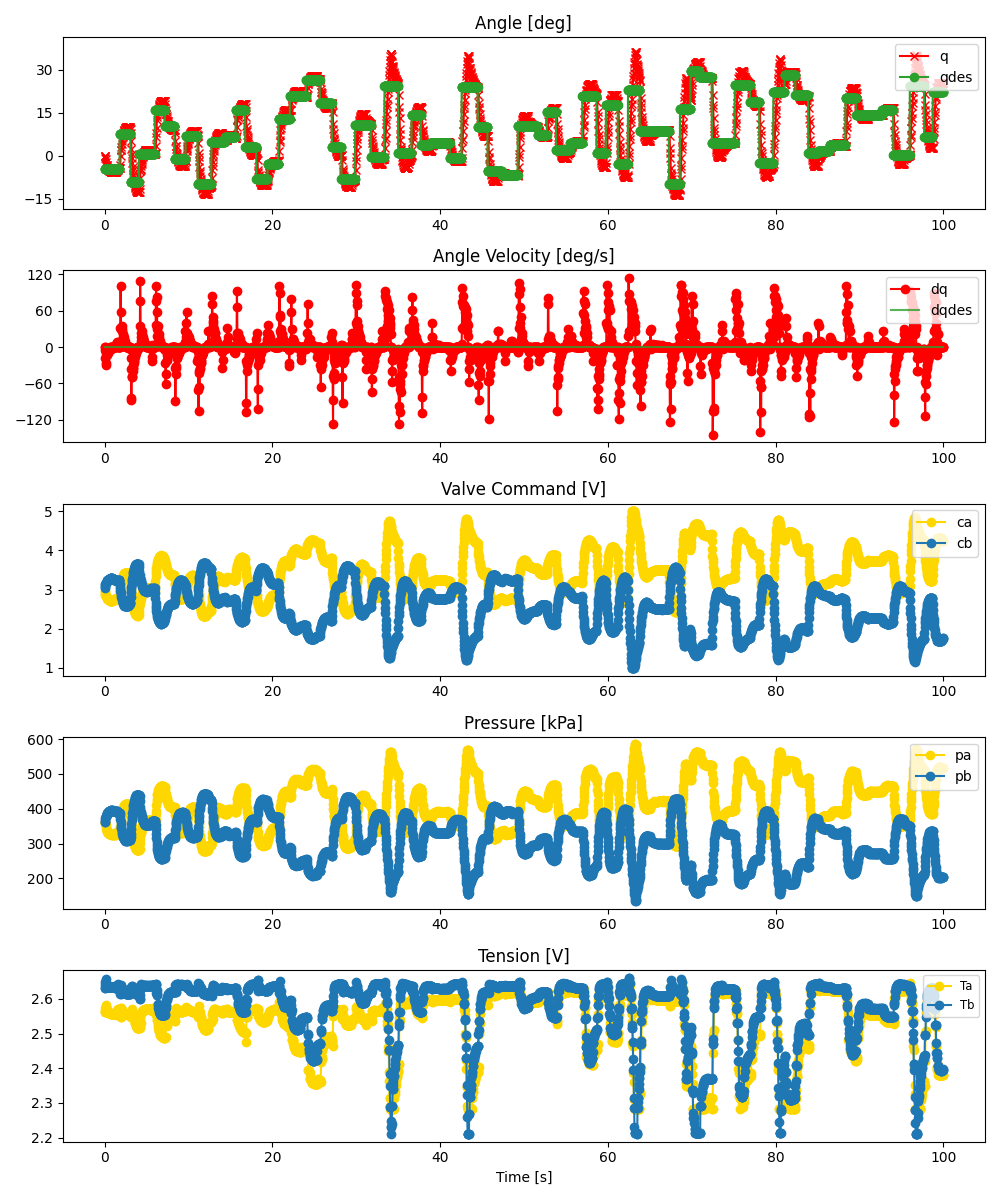 Angle [deg]
30
15
0
−15
q
qdes
0 20 40 60 80 100
Angle Velocity [deg/s]
120
60
0
−60
−120
dq
dqdes
0 20 40 60 80 100
Valve Command [V]
5
4
3
2
1
ca
cb
0 20 40 60 80 100
Pressure [kPa]
600
500
400
300
200
pa
pb
0 20 40 60 80 100
Tension [V]
2.6
2.5
2.4
2.3
2.2
Ta
Tb
0 20 40 60 80 100
Time [s]